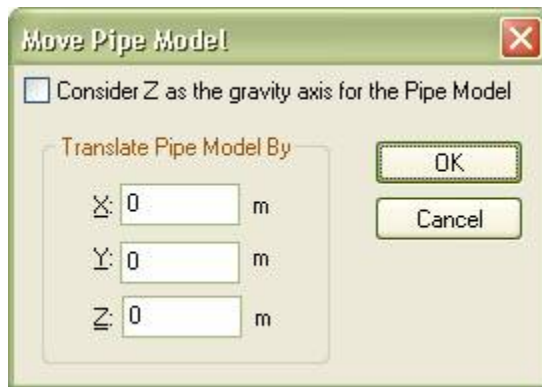 Move Pipe Model
Consider Z as the gravity axis for the Pipe Model
Translate Pipe Model By
X: 0 m
Y: 0 m
Z: 0 m
OK
Cancel